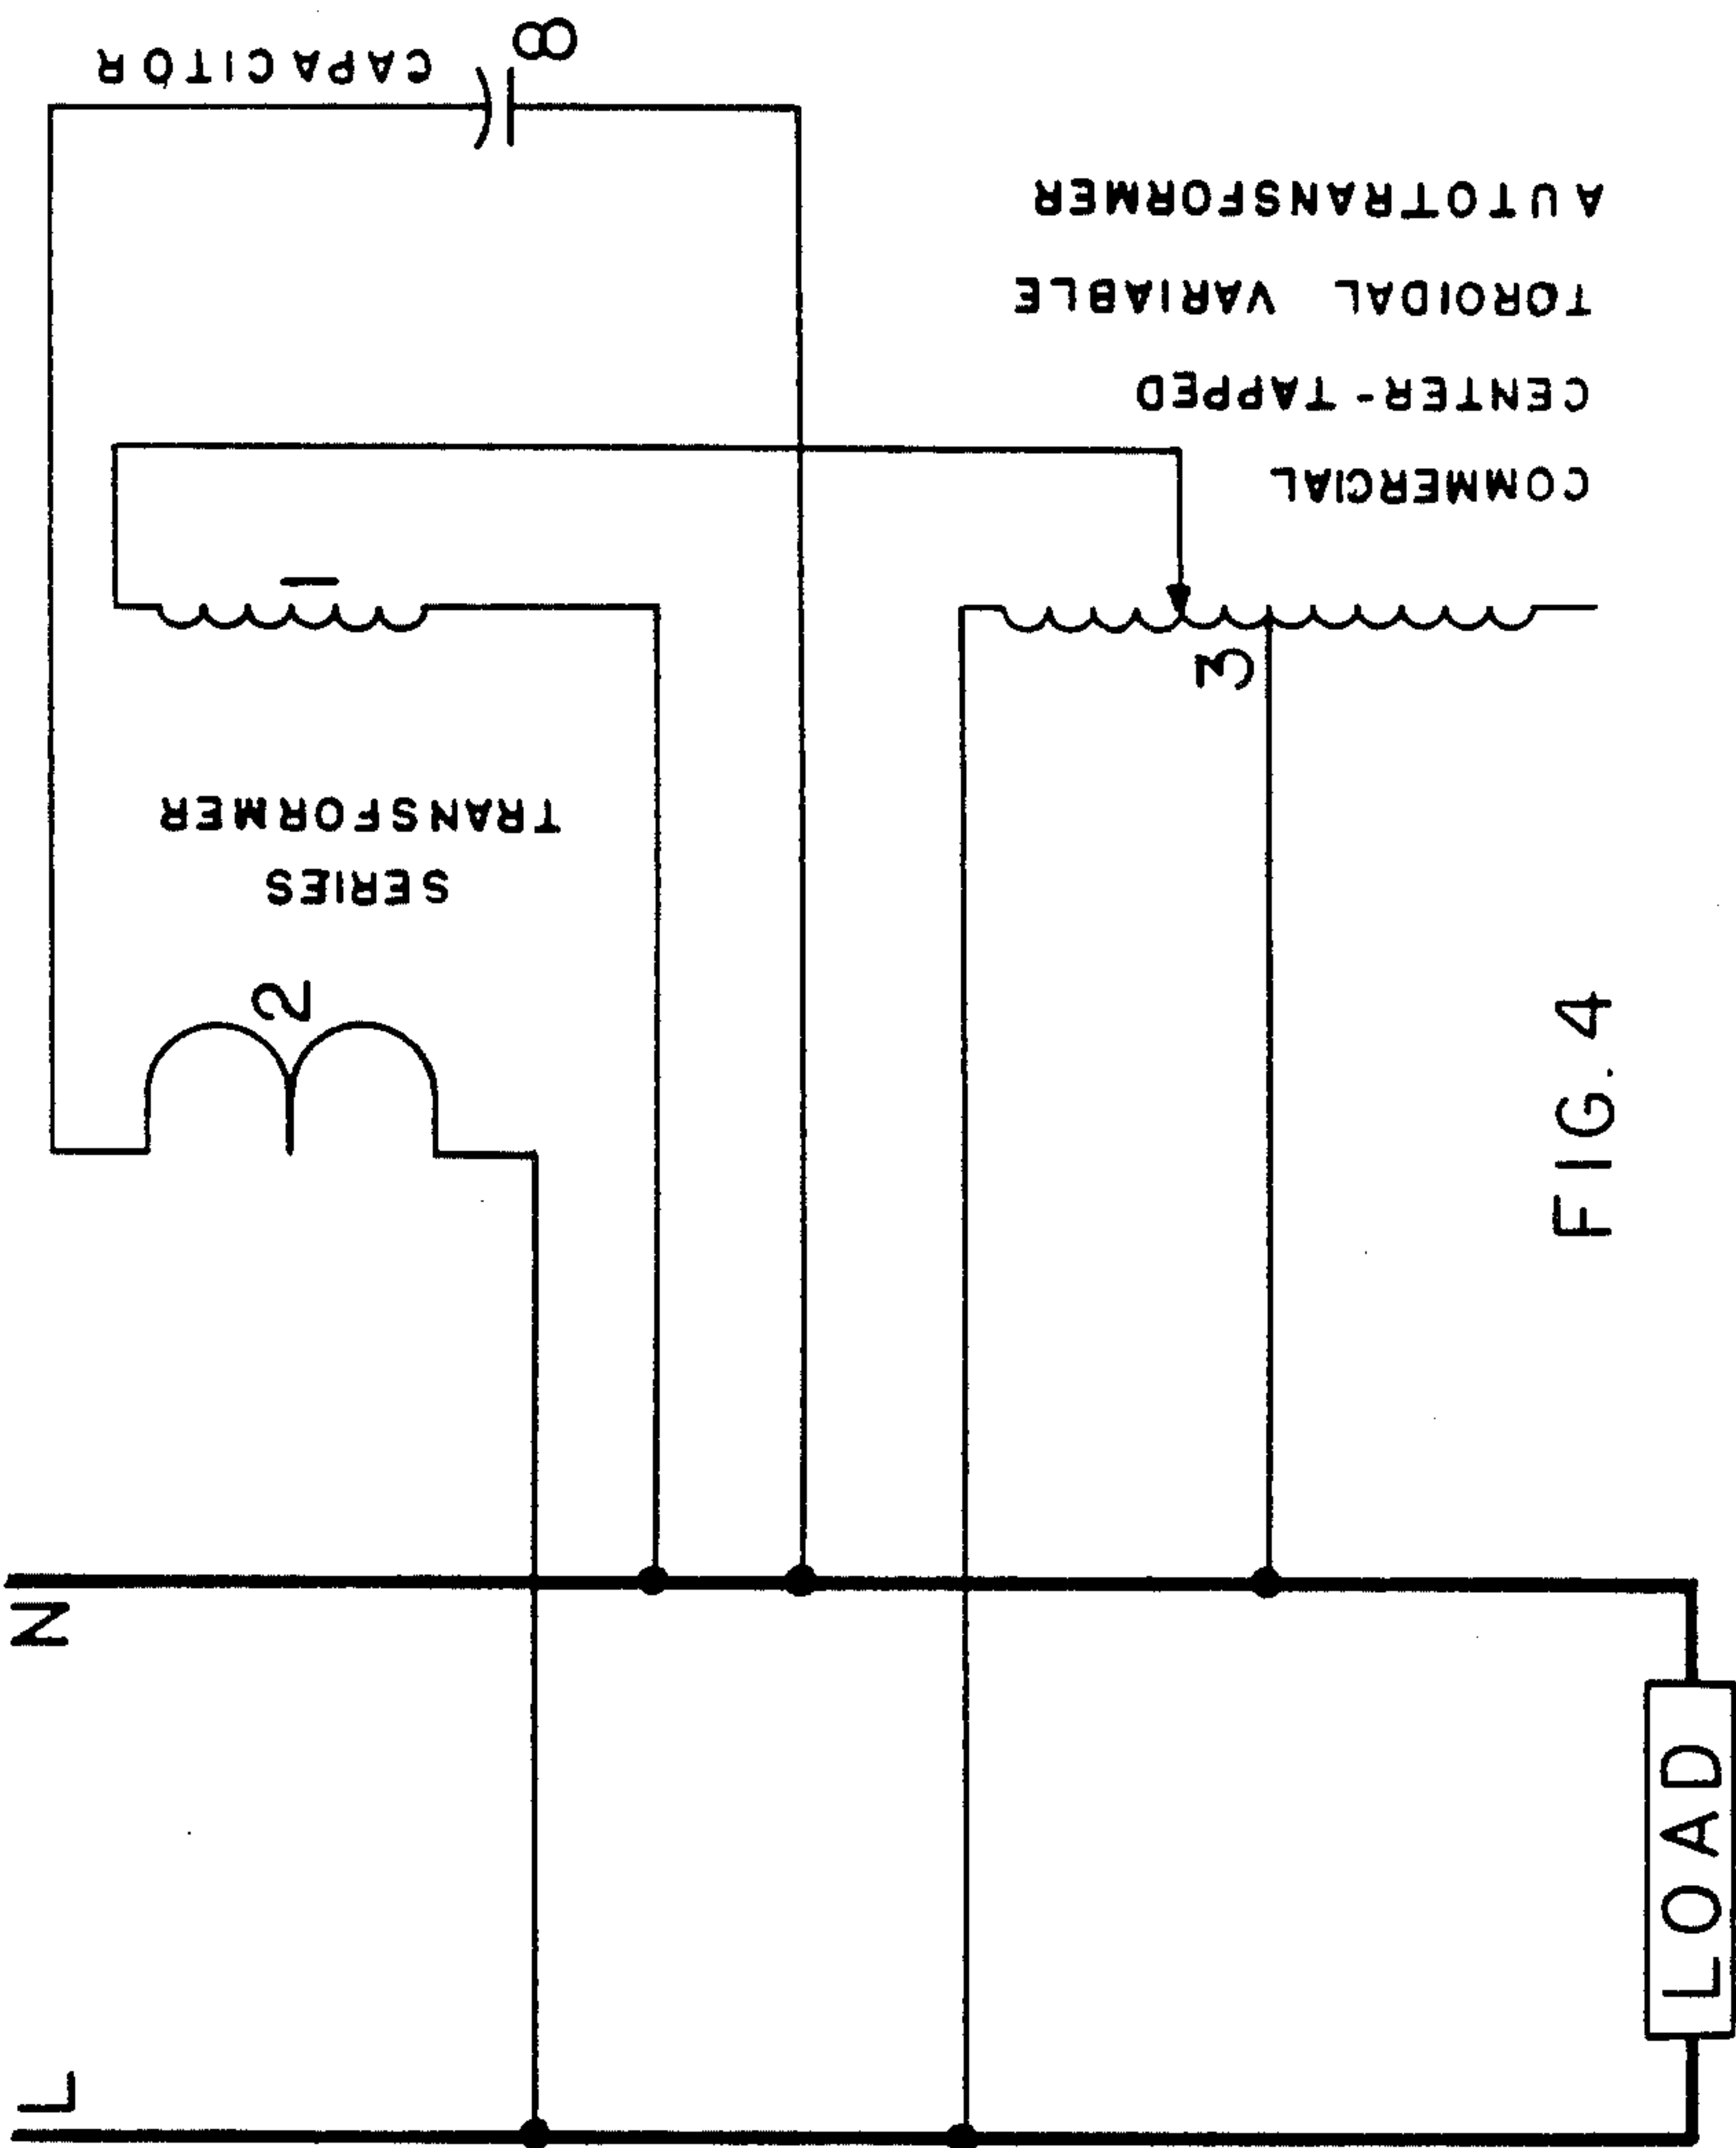 CAPACITOR
8
COMMERCIAL
CENTER-TAPPED
TOROIDAL VARIABLE
AUTOTRANSFORMER
1
3
SERIES
TRANSFORMER
2
FIG. 4
N
L
LOAD